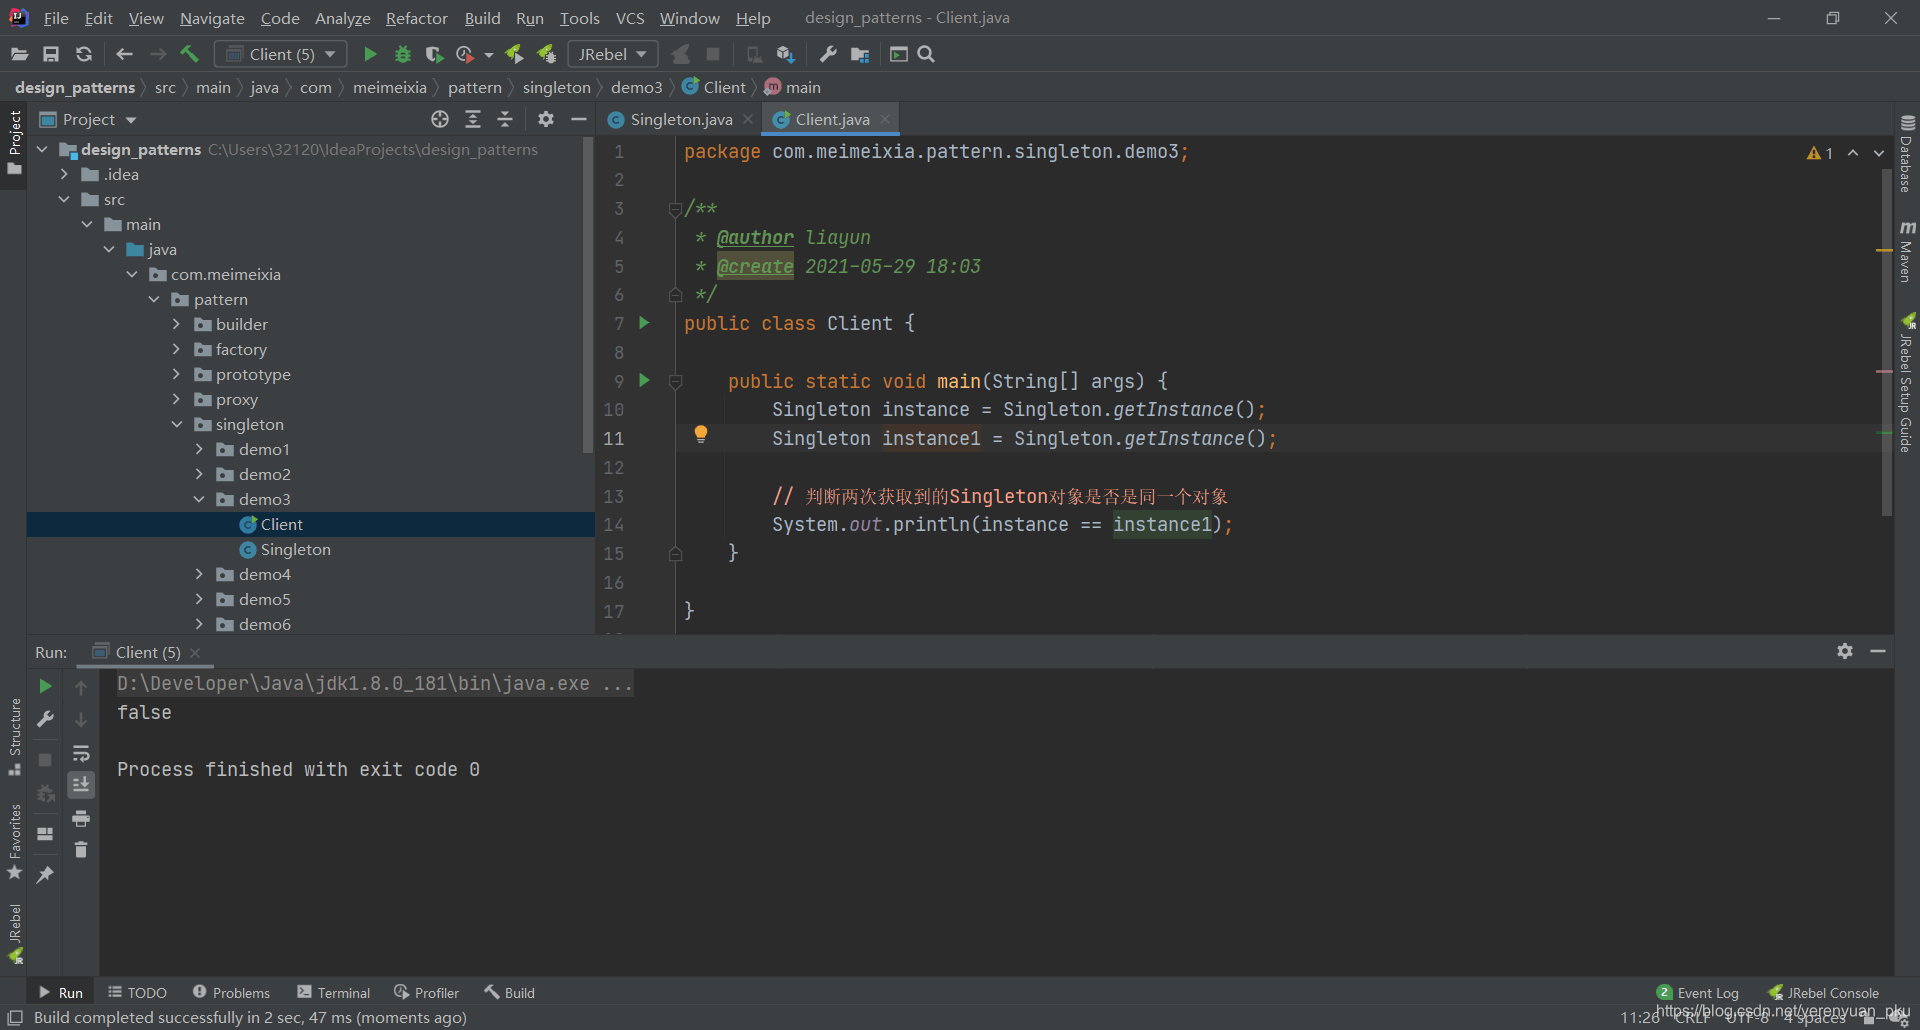 File Edit View Navigate Code Analyze Refactor Build Run Tools VCS Window Help design_patterns - Client.java
Client (5) JRebel
design_patterns src main java com meimeixia pattern singleton demo3 Client main
Project
Project
Singleton.java
Client.java
design_patterns C:\Users\32120\IdeaProjects\design_patterns
.idea
src
main
java
com.meimeixia
pattern
builder
factory
prototype
proxy
singleton
demo1
demo2
demo3
Client
Singleton
demo4
demo5
demo6
1 package com.meimeixia.pattern.singleton.demo3;
2
3 /**
4 * @author liayun
5 * @create 2021-05-29 18:03
6 */
7 public class Client {
8
9 public static void main(String[] args) {
10 Singleton instance = Singleton.getInstance();
11 Singleton instance1 = Singleton.getInstance();
12
13 // 判断两次获取到的Singleton对象是否是同一个对象
14 System.out.println(instance == instance1);
15 }
16
17 }
1
Database
Maven
JRebel Setup Guide
Run: Client (5)
D:\Developer\Java\jdk1.8.0_181\bin\java.exe ...
false
Process finished with exit code 0
Structure
Favorites
JRebel
Run TODO Problems Terminal Profiler Build 2 Event Log JRebel Console
Build completed successfully in 2 sec, 47 ms (moments ago) 11:26 CRLF UTF-8 4 spaces
https://blog.csdn.net/yerenyuan_pku